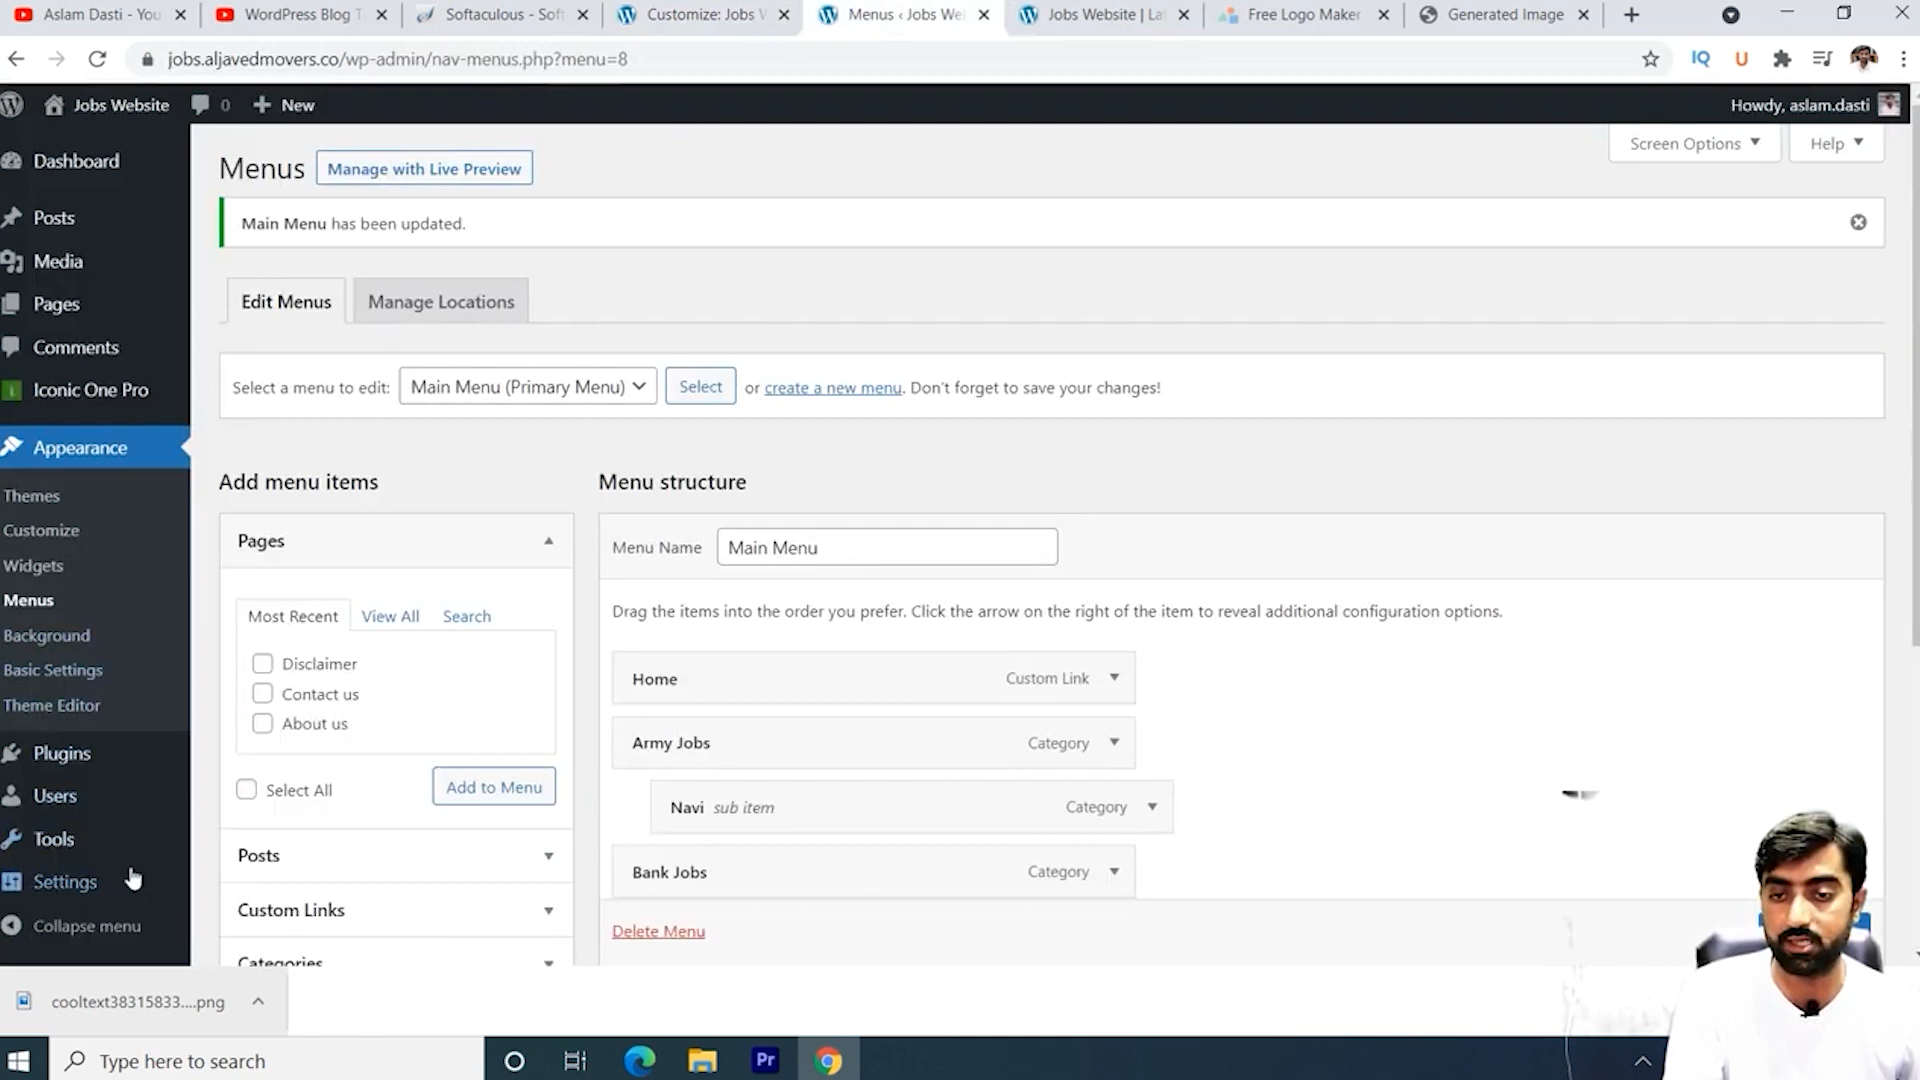 Aslam Dasti - You
WordPress Blog T
Softaculous - Sof
Customize: Jobs W
Menus ‹ Jobs Wel
Jobs Website | Lat
Free Logo Maker
Generated Image
jobs.aljavedmovers.co/wp-admin/nav-menus.php?menu=8
IQ
U
Jobs Website
0
New
Howdy, aslam.dasti
Dashboard
Posts
Media
Pages
Comments
Iconic One Pro
Appearance
Themes
Customize
Widgets
Menus
Background
Basic Settings
Theme Editor
Plugins
Users
Tools
Settings
Collapse menu
Screen Options
Help
Menus
Manage with Live Preview
Main Menu has been updated.
Edit Menus
Manage Locations
Select a menu to edit: Main Menu (Primary Menu) Select or create a new menu. Don't forget to save your changes!
Add menu items
Pages
Most Recent View All Search
Disclaimer
Contact us
About us
Select All
Add to Menu
Posts
Custom Links
Categories
Menu structure
Menu Name Main Menu
Drag the items into the order you prefer. Click the arrow on the right of the item to reveal additional configuration options.
Home Custom Link
Army Jobs Category
Navi sub item Category
Bank Jobs Category
Delete Menu
cooltext38315833....png
Type here to search
Pr